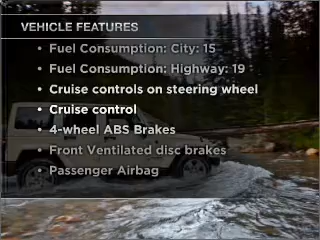 VEHICLE FEATURES
• Fuel Consumption: City: 15
• Fuel Consumption: Highway: 19
• Cruise controls on steering wheel
• Cruise control
• 4-wheel ABS Brakes
• Front Ventilated disc brakes
• Passenger Airbag